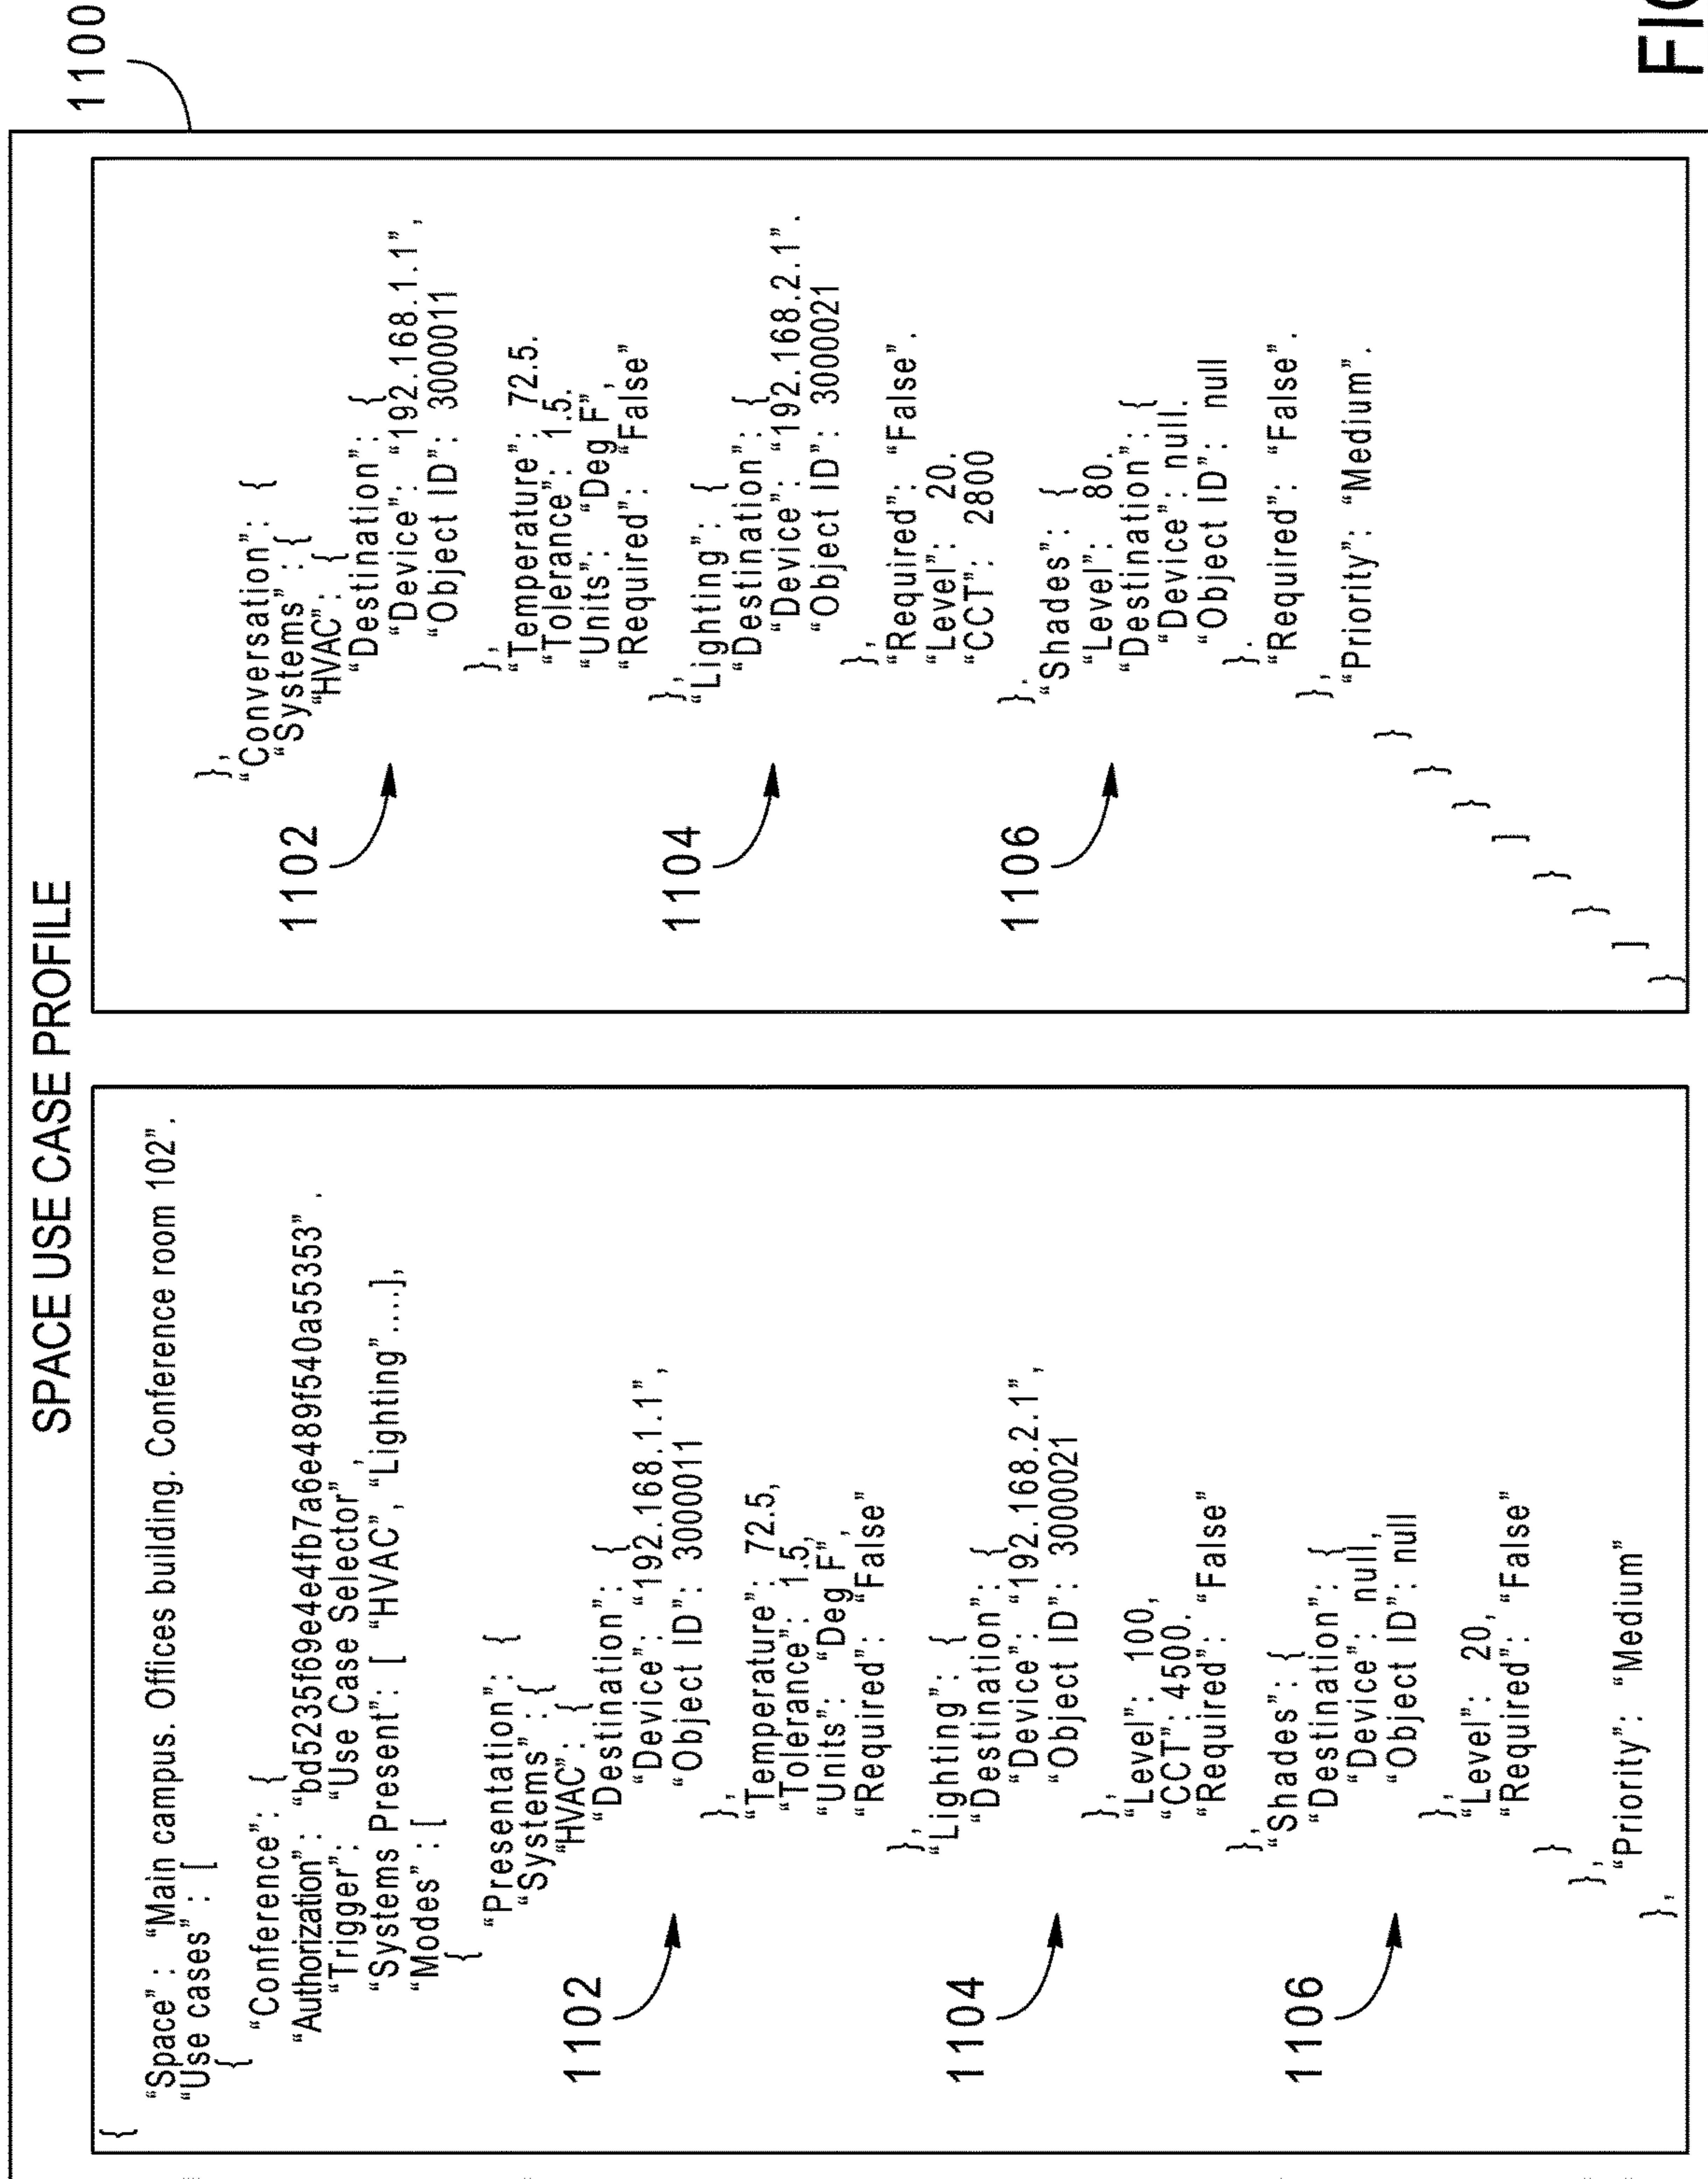 SPACE USE CASE PROFILE
1100
{
“Space” : “Main campus. Offices building. Conference room 102”.
“Use cases” : [
{
“Conference”: {
“Authorization”: “bd5235f69e4e4fb7a6e489f540a55353”.
“Trigger”: “Use Case Selector”,
“Systems Present”: [ “HVAC”, “Lighting”....],
“Modes” : [
{
“Presentation”: {
“Systems” : {
“HVAC”: {
“Destination”: {
1102
“Device”: “192.168.1.1”,
“Object ID”: 3000011
},
“Temperature”: 72.5,
“Tolerance”: 1.5,
“Units”: “Deg F”,
“Required”: “False”
},
“Lighting”: {
“Destination”: {
1104
“Device”: “192.168.2.1”,
“Object ID”: 3000021
},
“Level”: 100,
“CCT”: 4500.
“Required”: “False”
},
“Shades”: {
“Destination”: {
1106
“Device”: null,
“Object ID”: null
},
“Level”: 20,
“Required”: “False”
}
},
“Priority”: “Medium”
},
},
“Conversation”: {
“Systems” : {
“HVAC”: {
“Destination”: {
1102
“Device”: “192.168.1.1”,
“Object ID”: 3000011
},
“Temperature”: 72.5.
“Tolerance”: 1.5.
“Units”: “Deg F”,
“Required”: “False”
},
“Lighting”: {
“Destination”: {
1104
“Device”: “192.168.2.1”.
“Object ID”: 3000021
},
“Required”: “False”.
“Level”: 20.
“CCT”: 2800
}.
“Shades”: {
“Level”: 80.
“Destination”: {
1106
“Device”: null.
“Object ID”: null
}.
“Required”: “False”.
},
“Priority”: “Medium”.
}
}
}
]
}
}
]
}